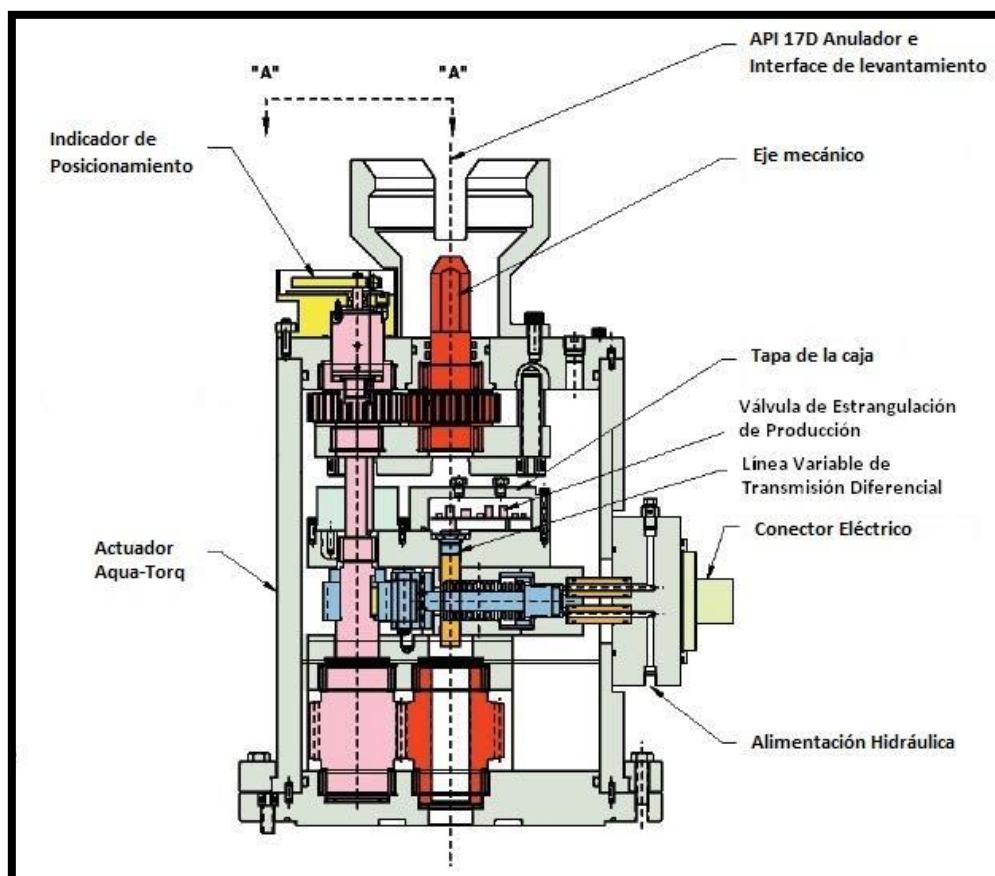 API 17D Anulador e
Interface de levantamiento
"A"
"A"
Indicador de
Posicionamiento
Eje mecánico
Tapa de la caja
Válvula de Estrangulación
de Producción
Línea Variable de
Transmisión Diferencial
Conector Eléctrico
Actuador
Aqua-Torq
Alimentación Hidráulica